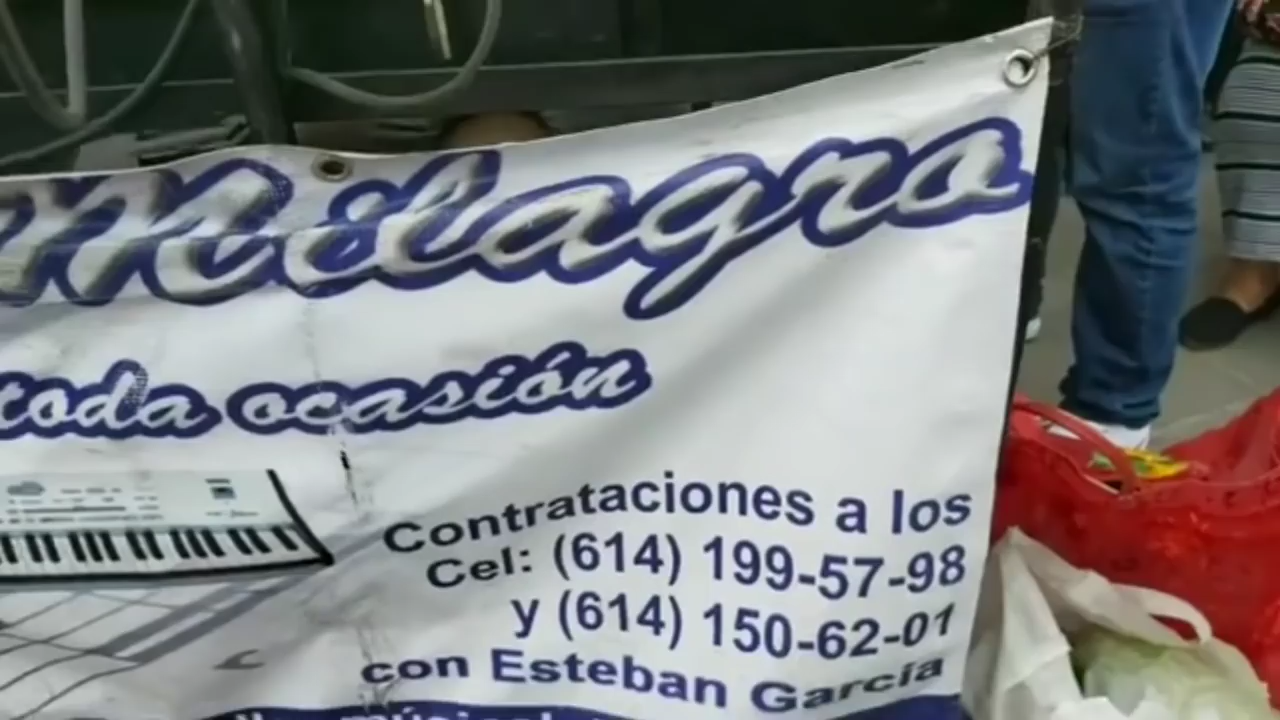 Milagro
toda ocasión
Contrataciones a los
Cel: (614) 199-57-98
y (614) 150-62-01
con Esteban García